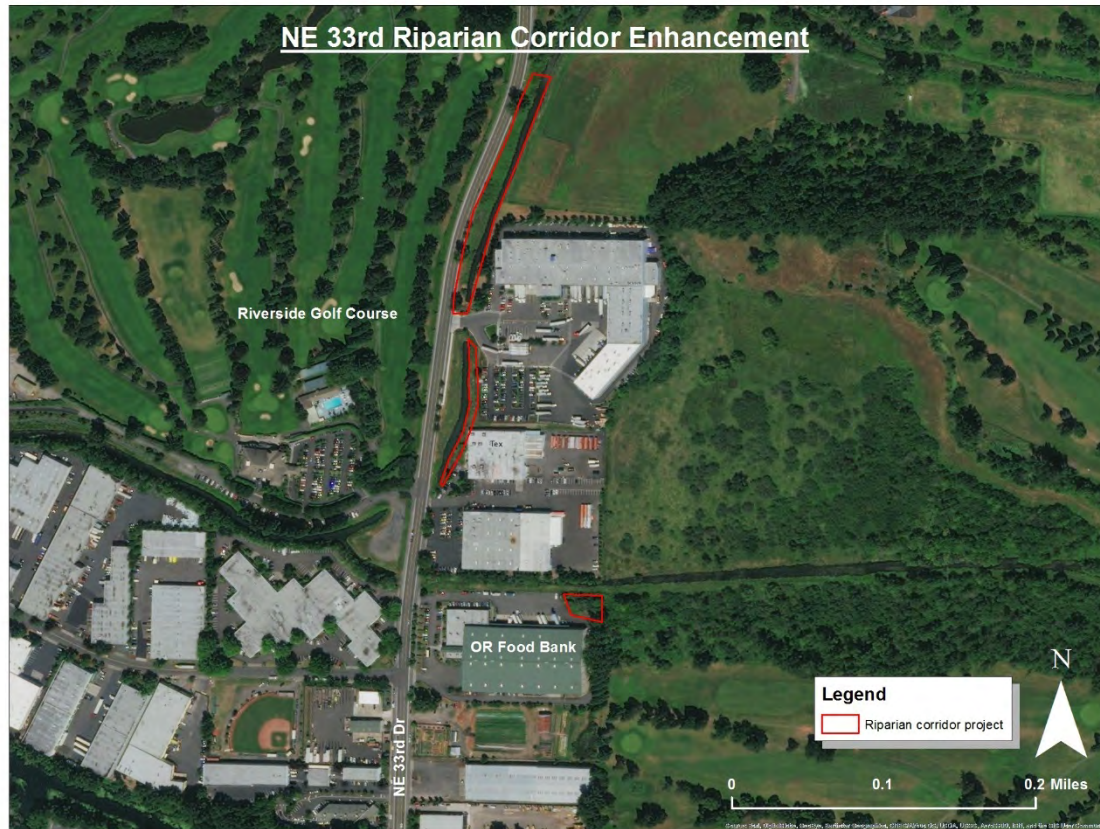 NE 33rd Riparian Corridor Enhancement
Riverside Golf Course
Tex
OR Food Bank
NE 33rd Dr
N
Legend
Riparian corridor project
0 0.1 0.2 Miles